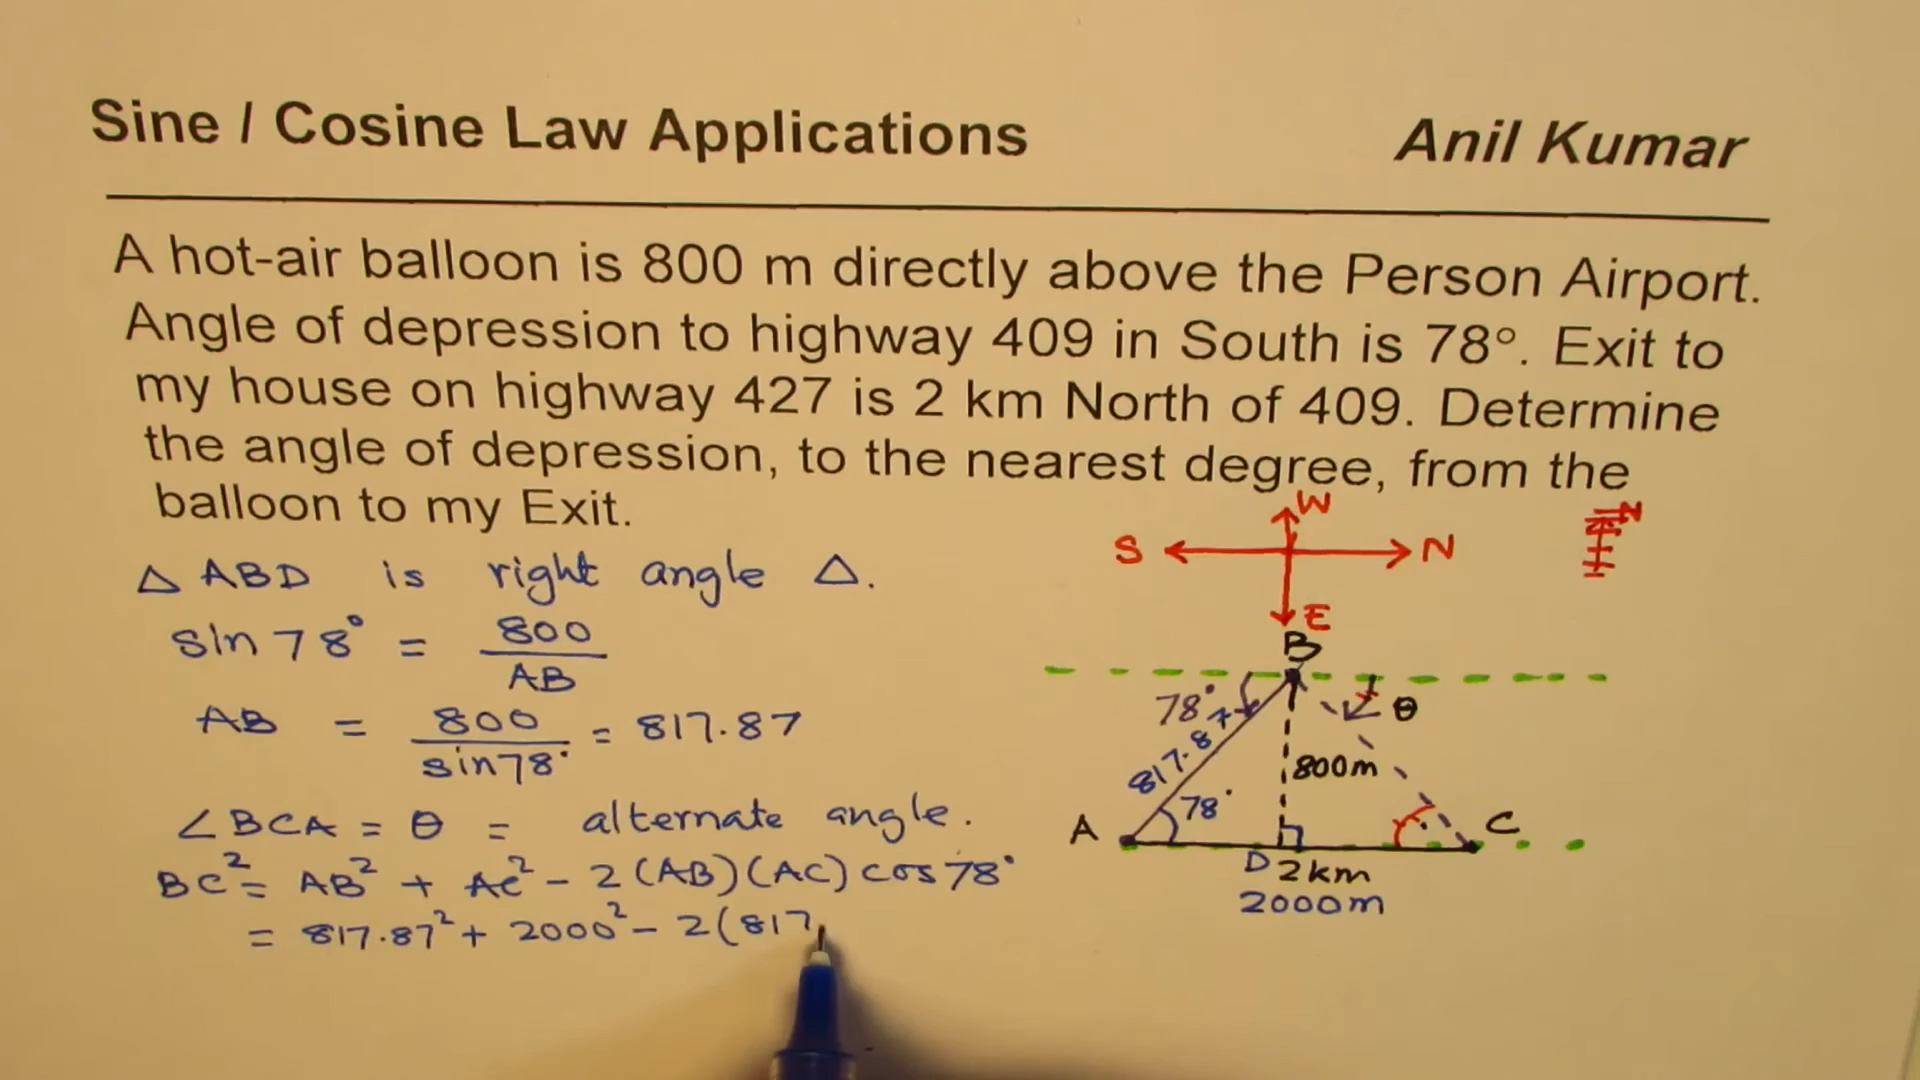 Sine / Cosine Law Applications
Anil Kumar
A hot-air balloon is 800 m directly above the Person Airport.
Angle of depression to highway 409 in South is 78°. Exit to
my house on highway 427 is 2 km North of 409. Determine
the angle of depression, to the nearest degree, from the
balloon to my Exit.
W
S N
E
N
△ ABD is right angle △.
sin 78° = 800/AB
AB = 800/sin78° = 817.87
∠BCA = θ = alternate angle.
BC² = AB² + AC² - 2 (AB)(AC) cos 78°
= 817.87² + 2000² - 2(817
B
78° θ
817.87
800m
A 78° C
D 2km
2000m